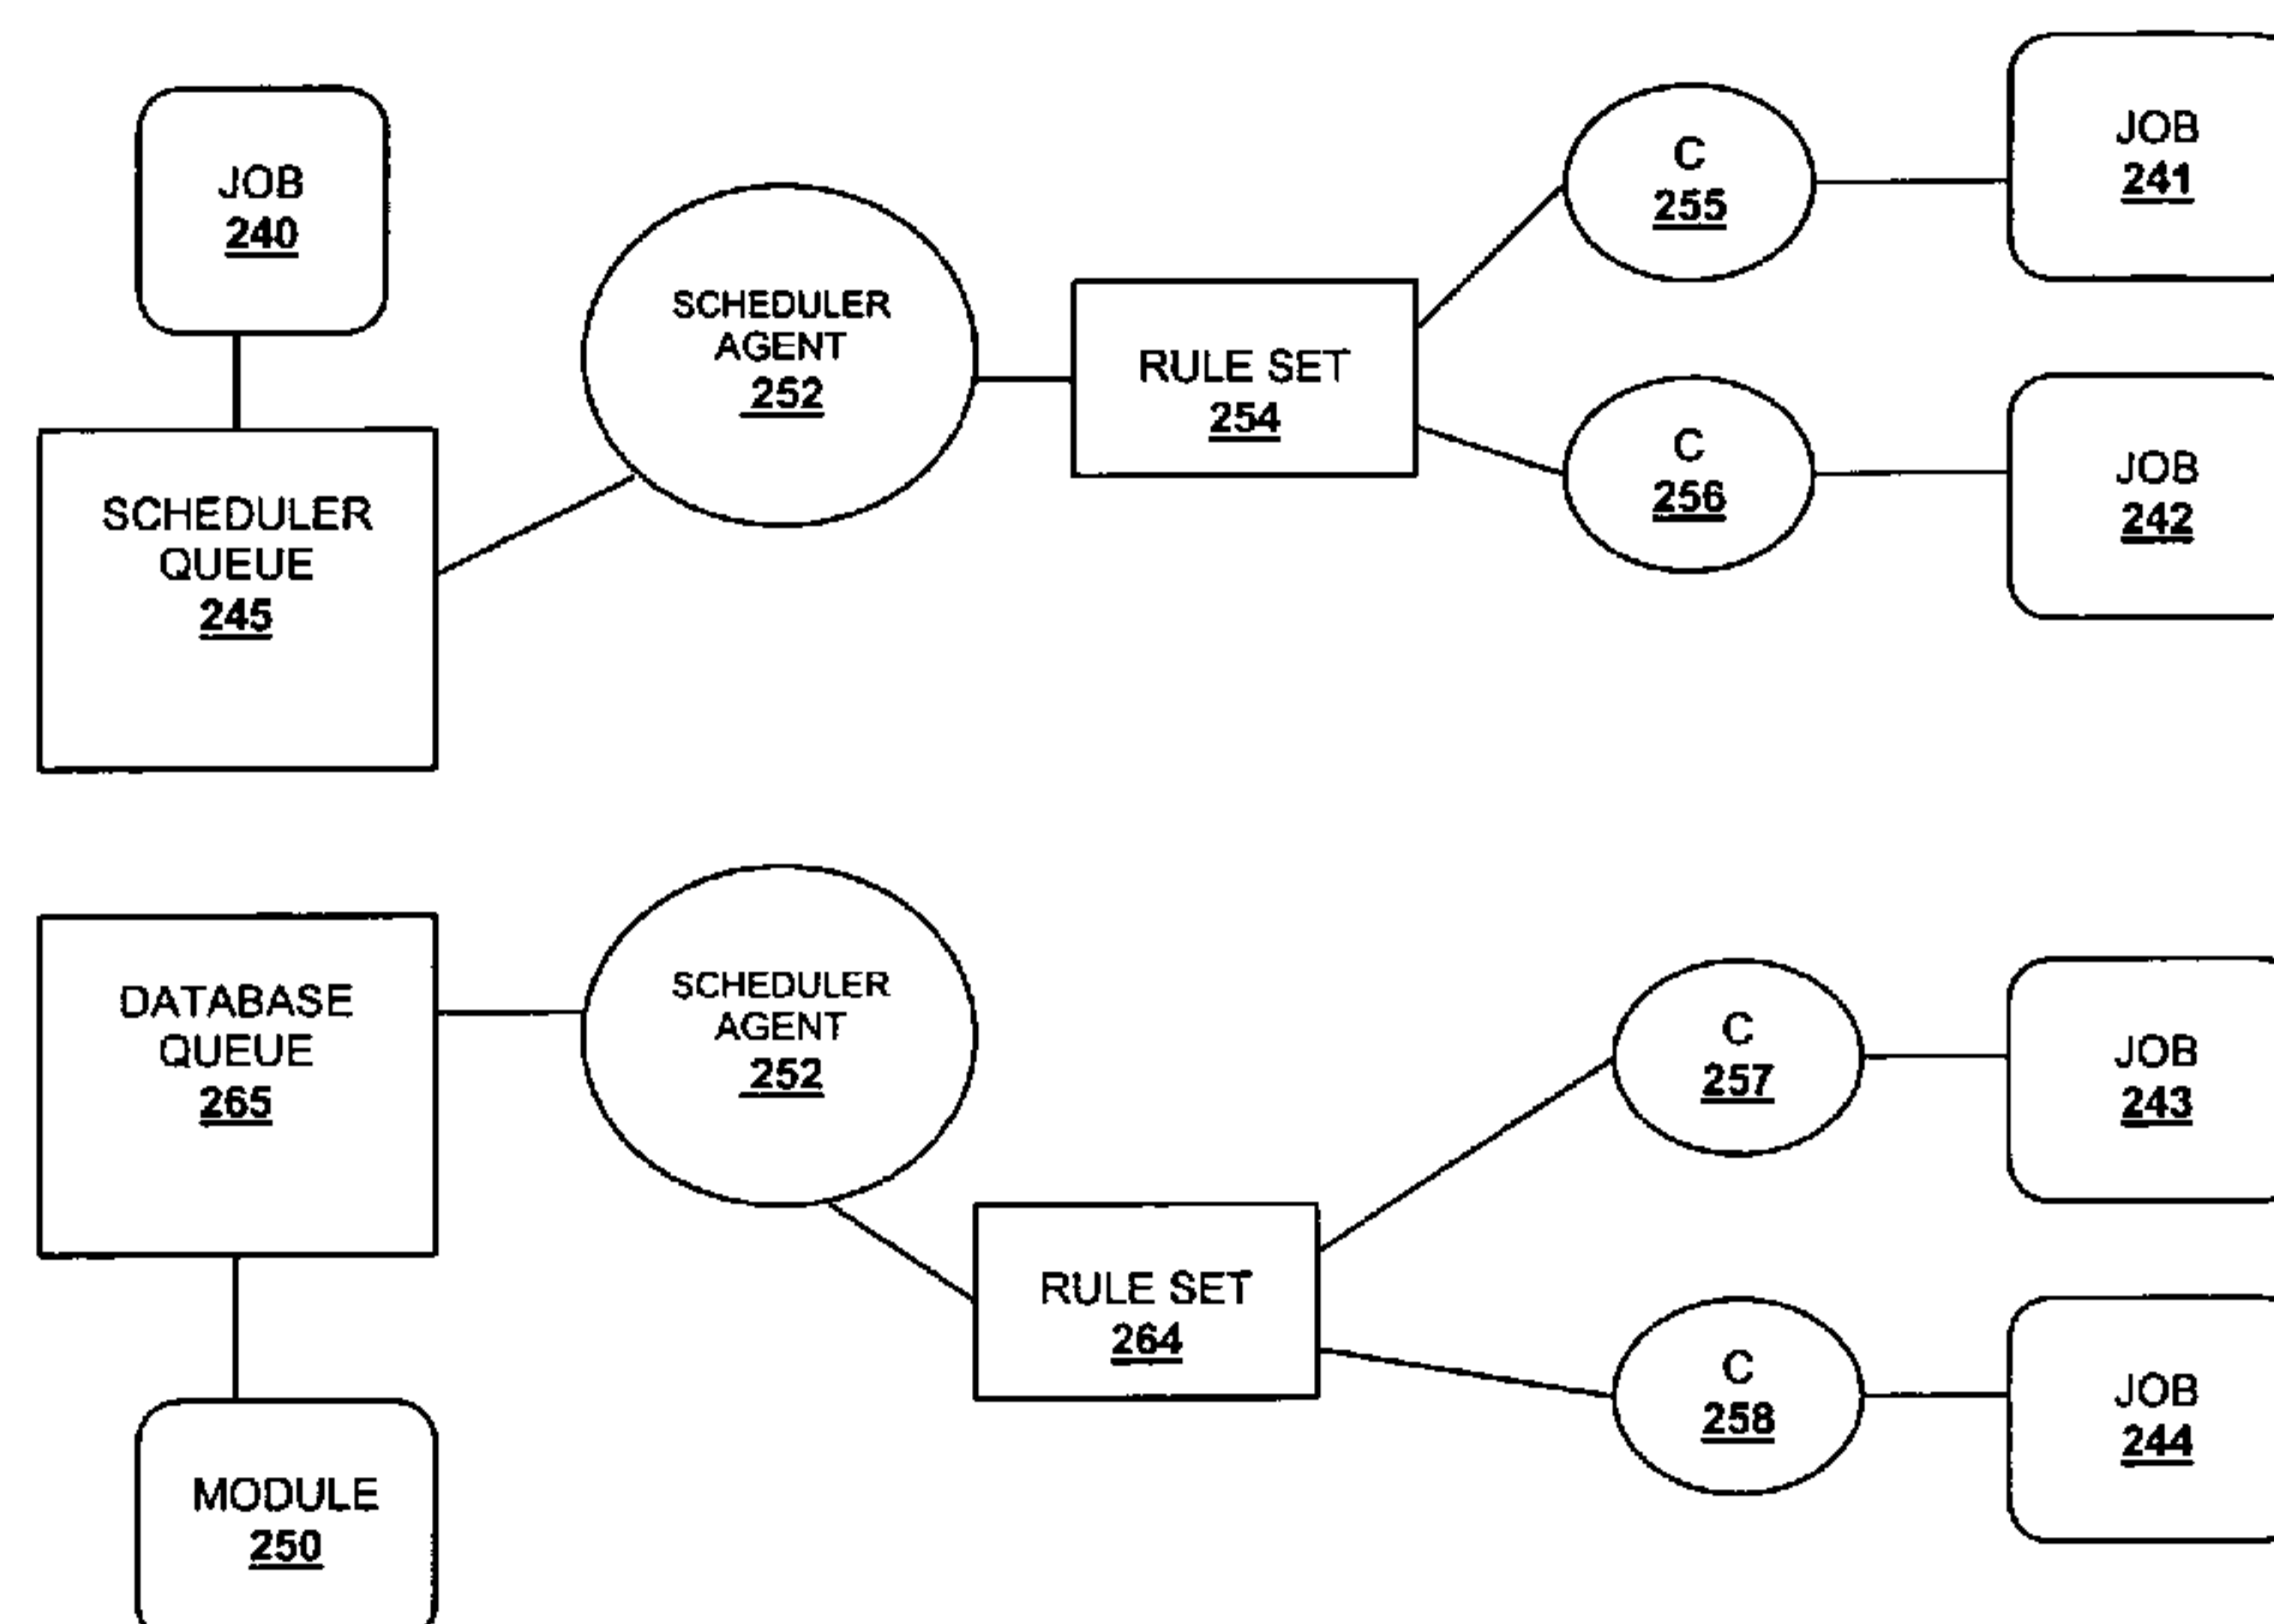 JOB
240
SCHEDULER
QUEUE
245
SCHEDULER
AGENT
252
RULE SET
254
C
255
JOB
241
C
256
JOB
242
DATABASE
QUEUE
265
MODULE
250
SCHEDULER
AGENT
252
RULE SET
264
C
257
JOB
243
C
258
JOB
244